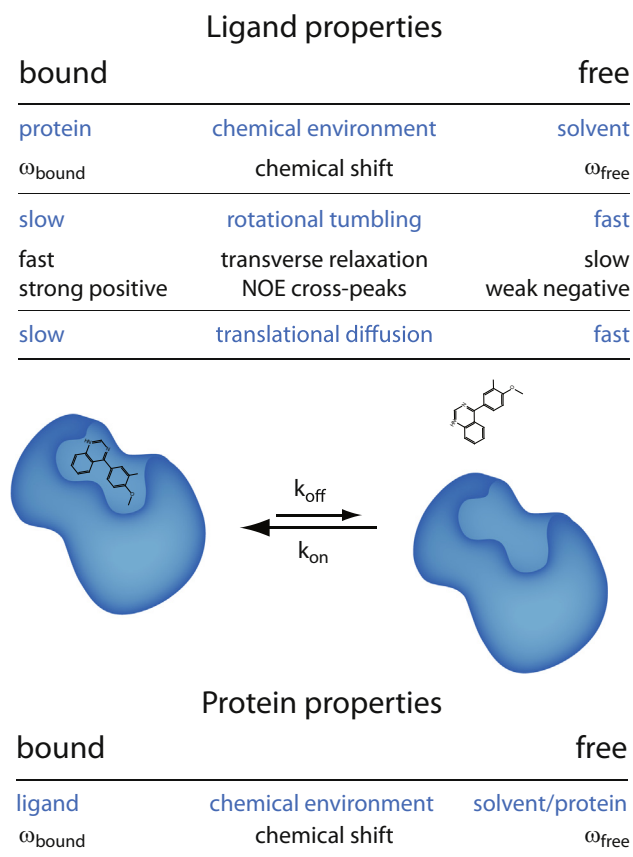 Ligand properties
bound free
protein chemical environment solvent
ωbound chemical shift ωfree
slow rotational tumbling fast
fast transverse relaxation slow
strong positive NOE cross-peaks weak negative
slow translational diffusion fast
koff
kon
Protein properties
bound free
ligand chemical environment solvent/protein
ωbound chemical shift ωfree